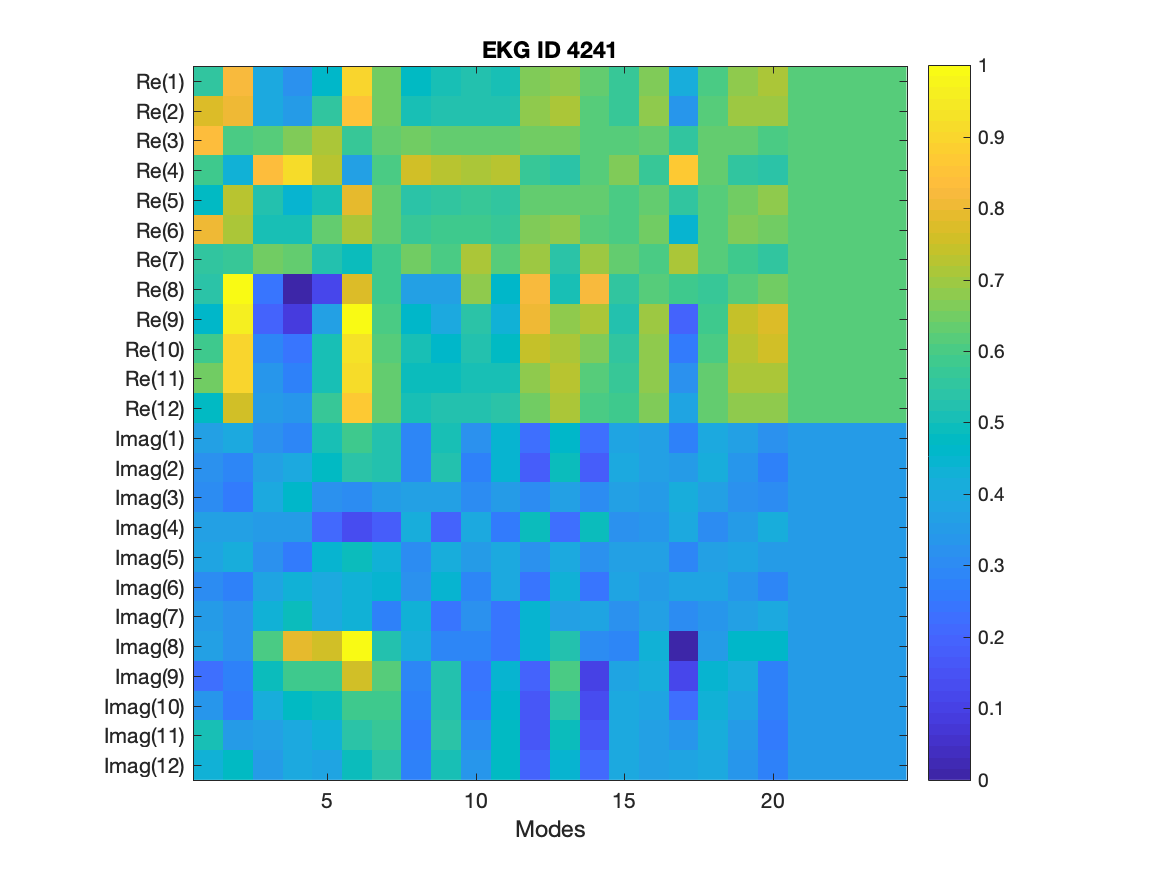 EKG ID 4241
Re(1)
Re(2)
Re(3)
Re(4)
Re(5)
Re(6)
Re(7)
Re(8)
Re(9)
Re(10)
Re(11)
Re(12)
Imag(1)
Imag(2)
Imag(3)
Imag(4)
Imag(5)
Imag(6)
Imag(7)
Imag(8)
Imag(9)
Imag(10)
Imag(11)
Imag(12)
5 10 15 20
Modes
1
0.9
0.8
0.7
0.6
0.5
0.4
0.3
0.2
0.1
0